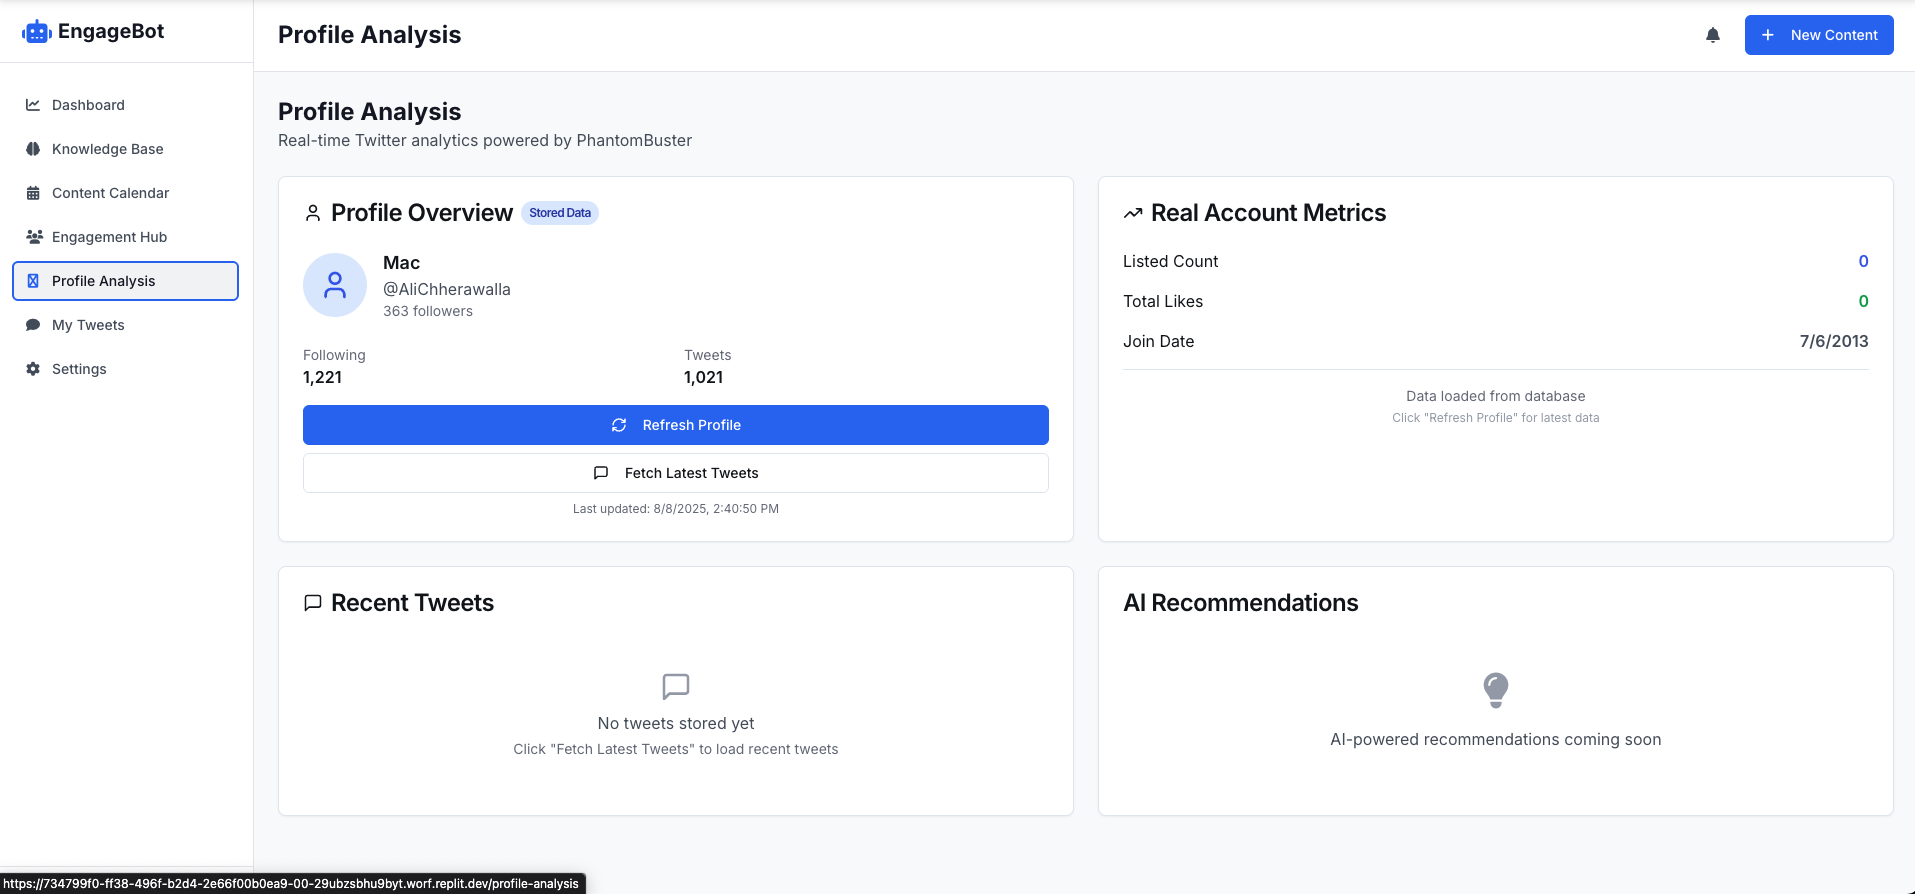 EngageBot
Dashboard
Knowledge Base
Content Calendar
Engagement Hub
Profile Analysis
My Tweets
Settings
Profile Analysis
New Content
Profile Analysis
Real-time Twitter analytics powered by PhantomBuster
Profile Overview Stored Data
Mac
@AliChherawalla
363 followers
Following
1,221
Tweets
1,021
Refresh Profile
Fetch Latest Tweets
Last updated: 8/8/2025, 2:40:50 PM
Real Account Metrics
Listed Count 0
Total Likes 0
Join Date 7/6/2013
Data loaded from database
Click "Refresh Profile" for latest data
Recent Tweets
No tweets stored yet
Click "Fetch Latest Tweets" to load recent tweets
AI Recommendations
AI-powered recommendations coming soon
https://734799f0-ff38-496f-b2d4-2e66f00b0ea9-00-29ubzsbhu9byt.worf.replit.dev/profile-analysis